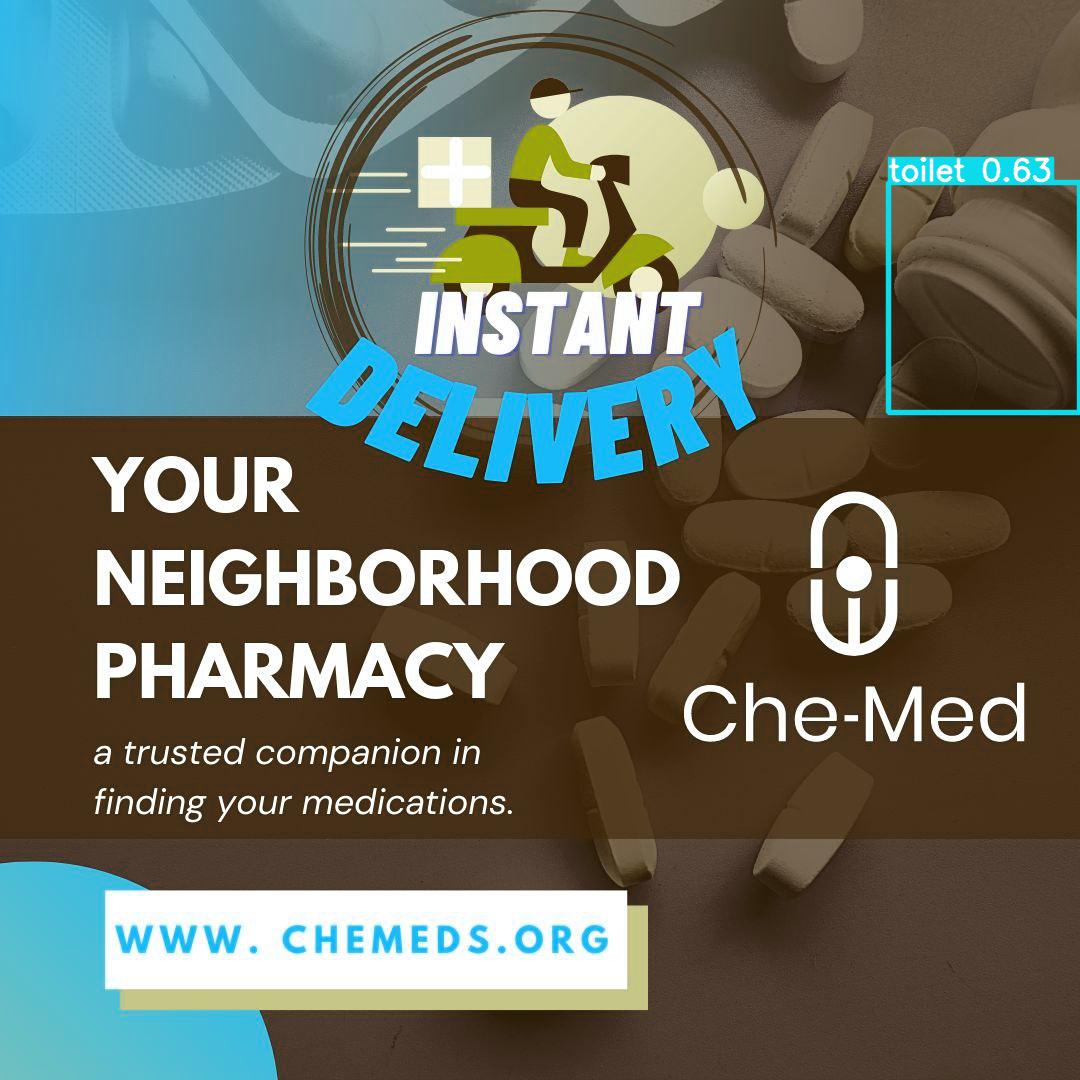 toilet 0.63
INSTANT
DELIVERY
YOUR
NEIGHBORHOOD
PHARMACY
a trusted companion in
finding your medications.
Che-Med
WWW. CHEMEDS.ORG